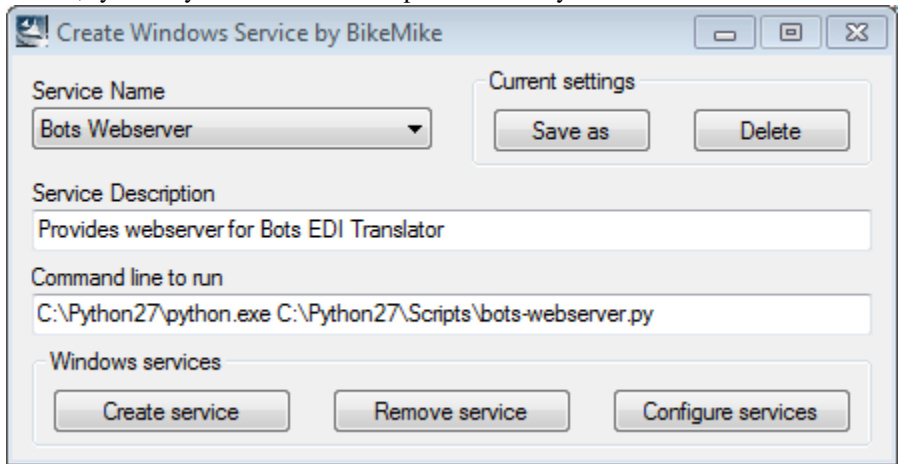 Create Windows Service by BikeMike
Service Name
Current settings
Bots Webserver
Save as
Delete
Service Description
Provides webserver for Bots EDI Translator
Command line to run
C:\Python27\python.exe C:\Python27\Scripts\bots-webserver.py
Windows services
Create service
Remove service
Configure services